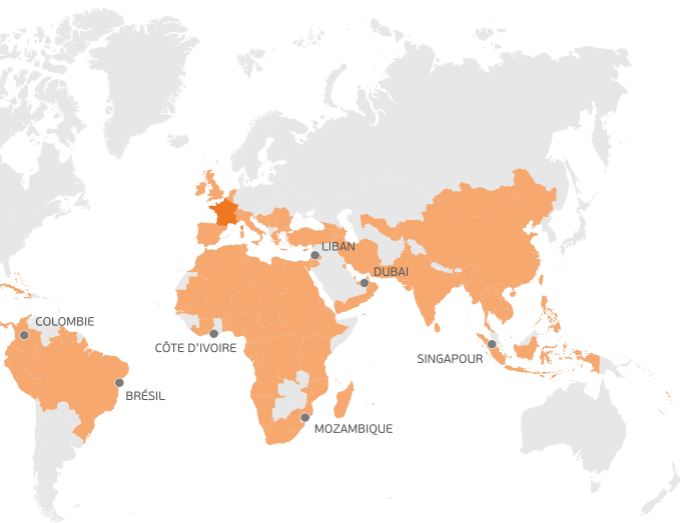 LIBAN
DUBAI
COLOMBIE
CÔTE D'IVOIRE
SINGAPOUR
BRÉSIL
MOZAMBIQUE